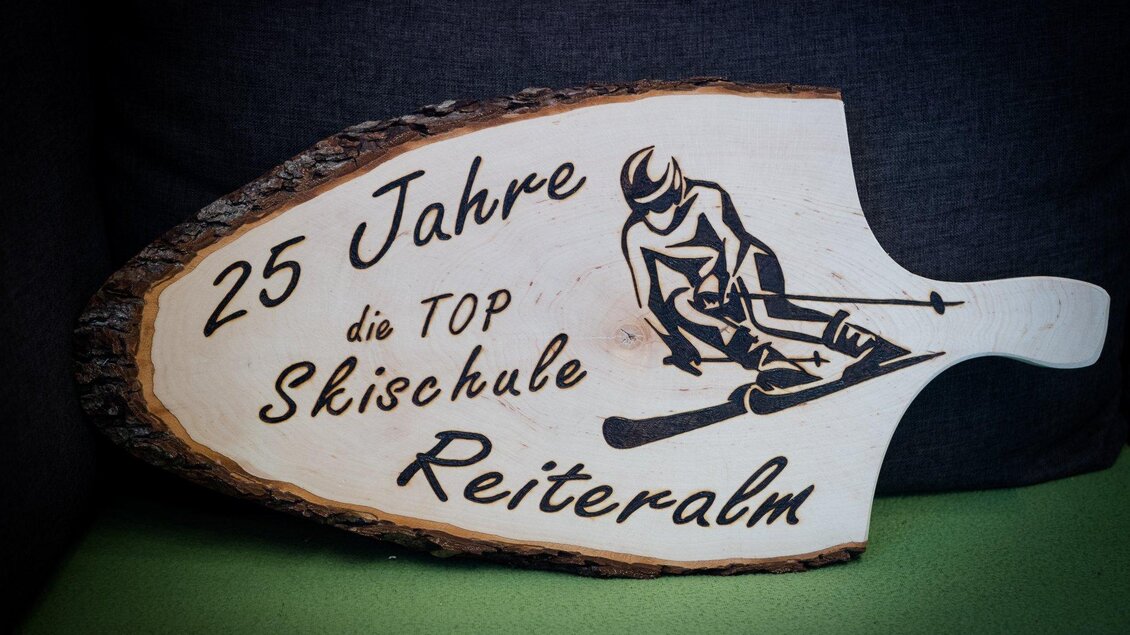 25 Jahre
die TOP
Skischule
Reiteralm